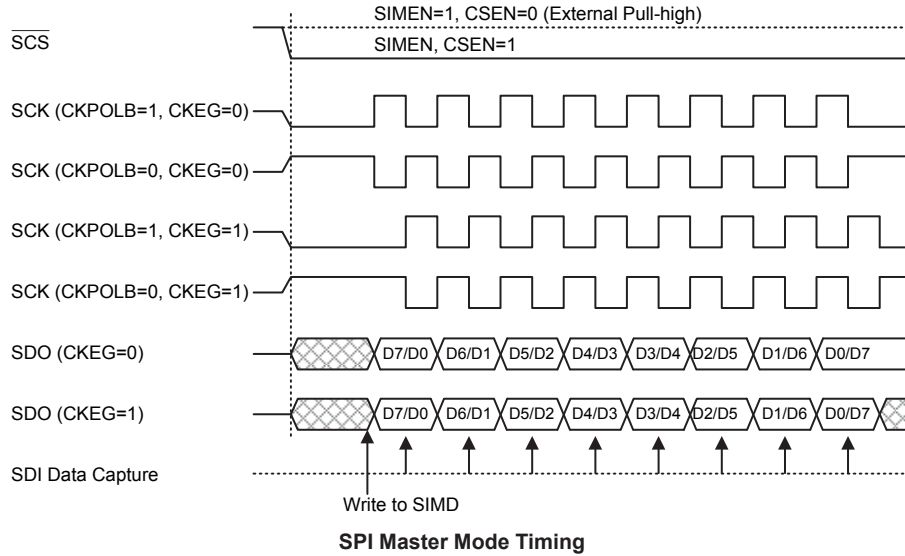 SIMEN=1, CSEN=0 (External Pull-high)
SCS
SIMEN, CSEN=1
SCK (CKPOLB=1, CKEG=0)
SCK (CKPOLB=0, CKEG=0)
SCK (CKPOLB=1, CKEG=1)
SCK (CKPOLB=0, CKEG=1)
SDO (CKEG=0) D7/D0 D6/D1 D5/D2 D4/D3 D3/D4 D2/D5 D1/D6 D0/D7
SDO (CKEG=1) D7/D0 D6/D1 D5/D2 D4/D3 D3/D4 D2/D5 D1/D6 D0/D7
SDI Data Capture
Write to SIMD
SPI Master Mode Timing